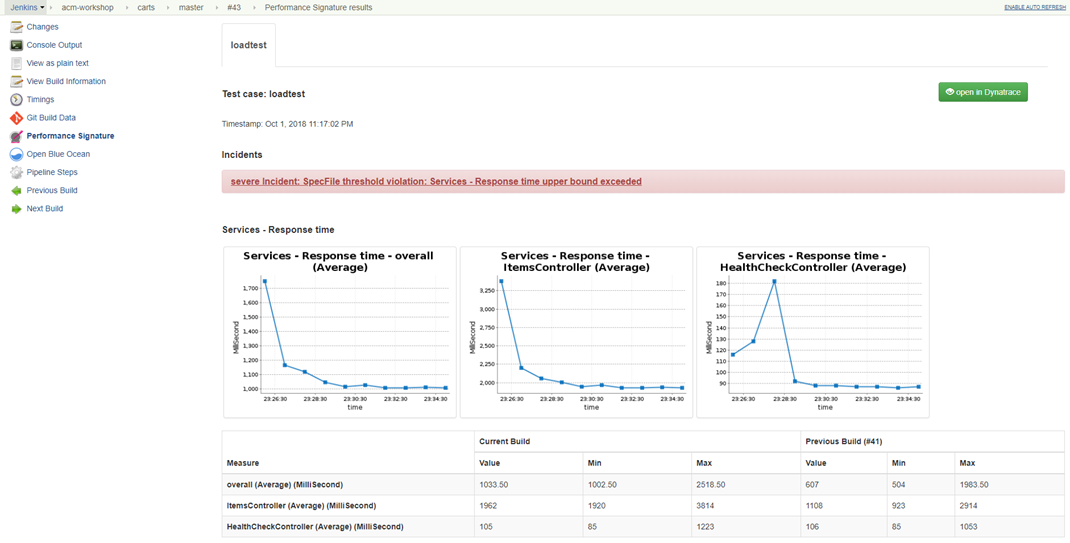 Jenkins acm-workshop carts master #43 Performance Signature results ENABLE AUTO REFRESH
Changes
Console Output
View as plain text
View Build Information
Timings
Git Build Data
Performance Signature
Open Blue Ocean
Pipeline Steps
Previous Build
Next Build
loadtest
Test case: loadtest
open in Dynatrace
Timestamp: Oct 1, 2018 11:17:02 PM
Incidents
severe Incident: SpecFile threshold violation: Services - Response time upper bound exceeded
Services - Response time
Services - Response time - overall
(Average)
MilliSecond
1,700
1,600
1,500
1,400
1,300
1,200
1,100
1,000
23:26:30 23:28:30 23:30:30 23:32:30 23:34:30
time
Services - Response time -
ItemsController (Average)
MilliSecond
3,250
3,000
2,750
2,500
2,250
2,000
23:26:30 23:28:30 23:30:30 23:32:30 23:34:30
time
Services - Response time -
HealthCheckController (Average)
MilliSecond
180
170
160
150
140
130
120
110
100
90
23:26:30 23:28:30 23:30:30 23:32:30 23:34:30
time
Current Build Previous Build (#41)
Measure Value Min Max Value Min Max
overall (Average) (MilliSecond) 1033.50 1002.50 2518.50 607 504 1983.50
ItemsController (Average) (MilliSecond) 1962 1920 3814 1108 923 2914
HealthCheckController (Average) (MilliSecond) 105 85 1223 106 85 1053